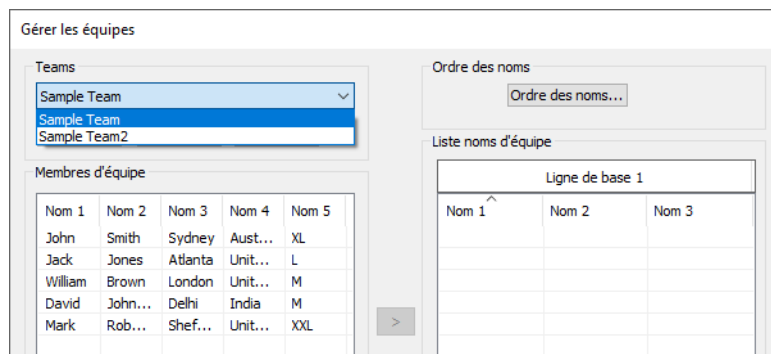 Gérer les équipes
Teams
Sample Team
Sample Team
Sample Team2
Membres d'équipe
Nom 1 Nom 2 Nom 3 Nom 4 Nom 5
John Smith Sydney Aust... XL
Jack Jones Atlanta Unit... L
William Brown London Unit... M
David John... Delhi India M
Mark Rob... Shef... Unit... XXL
>
Ordre des noms
Ordre des noms...
Liste noms d'équipe
Ligne de base 1
Nom 1 Nom 2 Nom 3